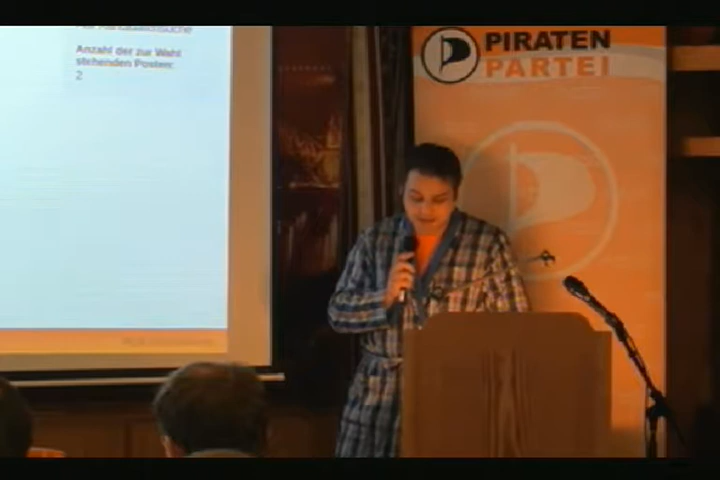 Anzahl der zur Wahl
stehenden Posten:
2
PIRATEN
PARTEI